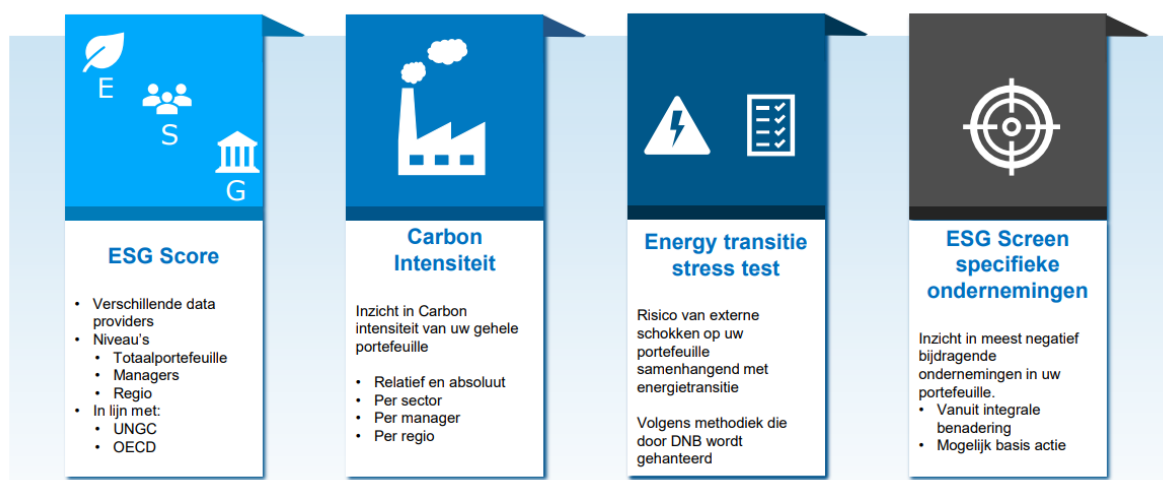 E
S
G
ESG Score
• Verschillende data
providers
• Niveau's
• Totaalportefeuille
• Managers
• Regio
• In lijn met:
• UNGC
• OECD
Carbon
Intensiteit
Inzicht in Carbon
intensiteit van uw gehele
portefeuille
• Relatief en absoluut
• Per sector
• Per manager
• Per regio
Energy transitie
stress test
Risico van externe
schokken op uw
portefeuille
samenhangend met
energietransitie
Volgens methodiek die
door DNB wordt
gehanteerd
ESG Screen
specifieke
ondernemingen
Inzicht in meest negatief
bijdragende
ondernemingen in uw
portefeuille.
• Vanuit integrale
benadering
• Mogelijk basis actie